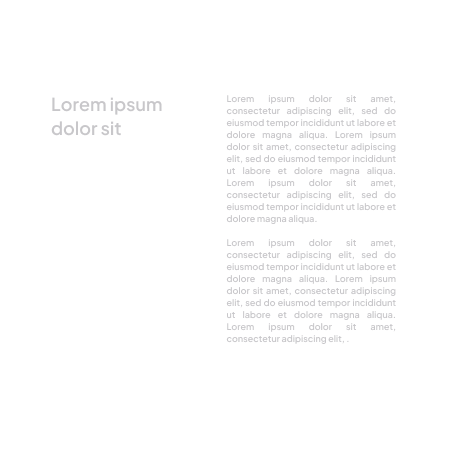 Lorem ipsum
dolor sit
Lorem ipsum dolor sit amet,
consectetur adipiscing elit, sed do
eiusmod tempor incididunt ut labore et
dolore magna aliqua. Lorem ipsum
dolor sit amet, consectetur adipiscing
elit, sed do eiusmod tempor incididunt
ut labore et dolore magna aliqua.
Lorem ipsum dolor sit amet,
consectetur adipiscing elit, sed do
eiusmod tempor incididunt ut labore et
dolore magna aliqua.
Lorem ipsum dolor sit amet,
consectetur adipiscing elit, sed do
eiusmod tempor incididunt ut labore et
dolore magna aliqua. Lorem ipsum
dolor sit amet, consectetur adipiscing
elit, sed do eiusmod tempor incididunt
ut labore et dolore magna aliqua.
Lorem ipsum dolor sit amet,
consectetur adipiscing elit, .